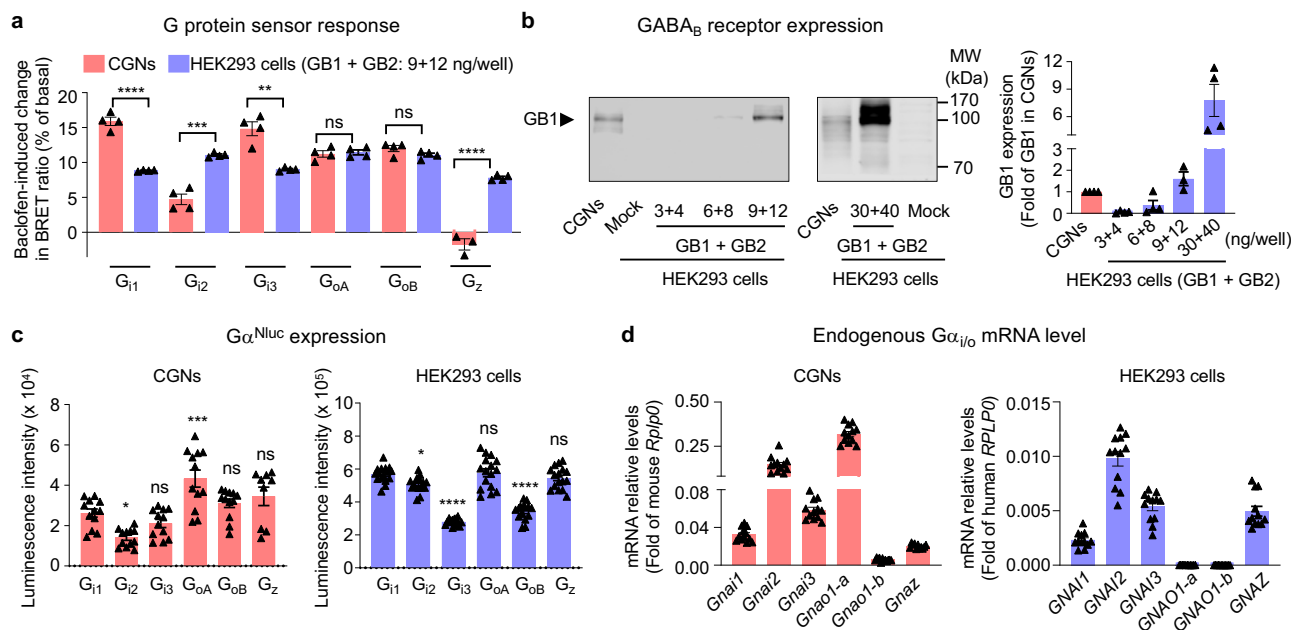 a
G protein sensor response
CGNs
HEK293 cells (GB1 + GB2: 9+12 ng/well)
Baclofen-induced change
in BRET ratio (% of basal)
20
15
10
5
0
**** *** ** ns ns ****
Gi1 Gi2 Gi3 GoA GoB Gz
b
GABAB receptor expression
MW
(kDa)
GB1
170
100
70
CGNs Mock 3+4 6+8 9+12
GB1 + GB2
HEK293 cells
CGNs 30+40 Mock
GB1 + GB2
HEK293 cells
GB1 expression
(Fold of GB1 in CGNs)
12
10
8
6
4
2
1
0
CGNs 3+4 6+8 9+12 30+40 (ng/well)
HEK293 cells (GB1 + GB2)
c
GαNluc expression
CGNs
Luminescence intensity (x 10⁴)
8
6
4
2
0
* ns *** ns ns
Gi1 Gi2 Gi3 GoA GoB Gz
HEK293 cells
Luminescence intensity (x 10⁵)
10
8
6
4
2
0
* **** ns **** ns
Gi1 Gi2 Gi3 GoA GoB Gz
d
Endogenous Gαi/o mRNA level
CGNs
mRNA relative levels
(Fold of mouse Rplp0)
0.50
0.25
0.08
0.04
0.00
Gnai1 Gnai2 Gnai3 Gnao1-a Gnao1-b Gnaz
HEK293 cells
mRNA relative levels
(Fold of human RPLP0)
0.015
0.010
0.005
0.000
GNAI1 GNAI2 GNAI3 GNAO1-a GNAO1-b GNAZ